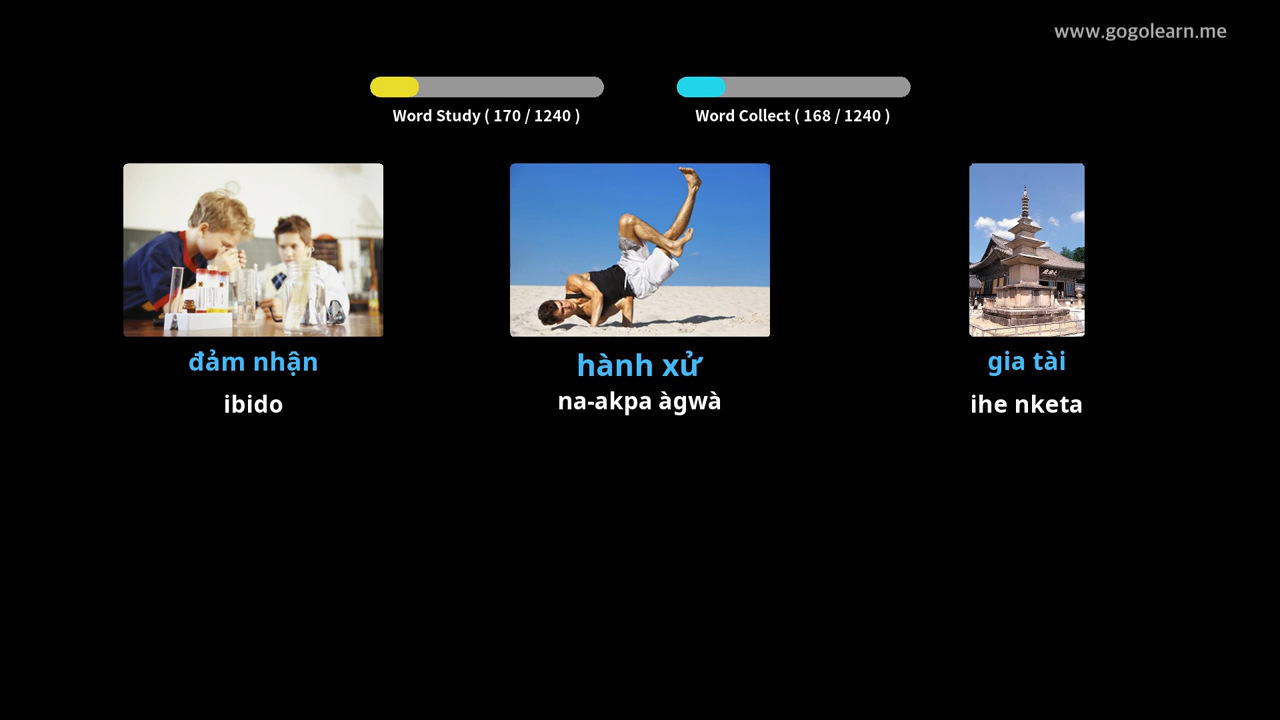 www.gogolearn.me
Word Study ( 170 / 1240 )
Word Collect ( 168 / 1240 )
đảm nhận
ibido
hành xử
na-akpa àgwà
gia tài
ihe nketa